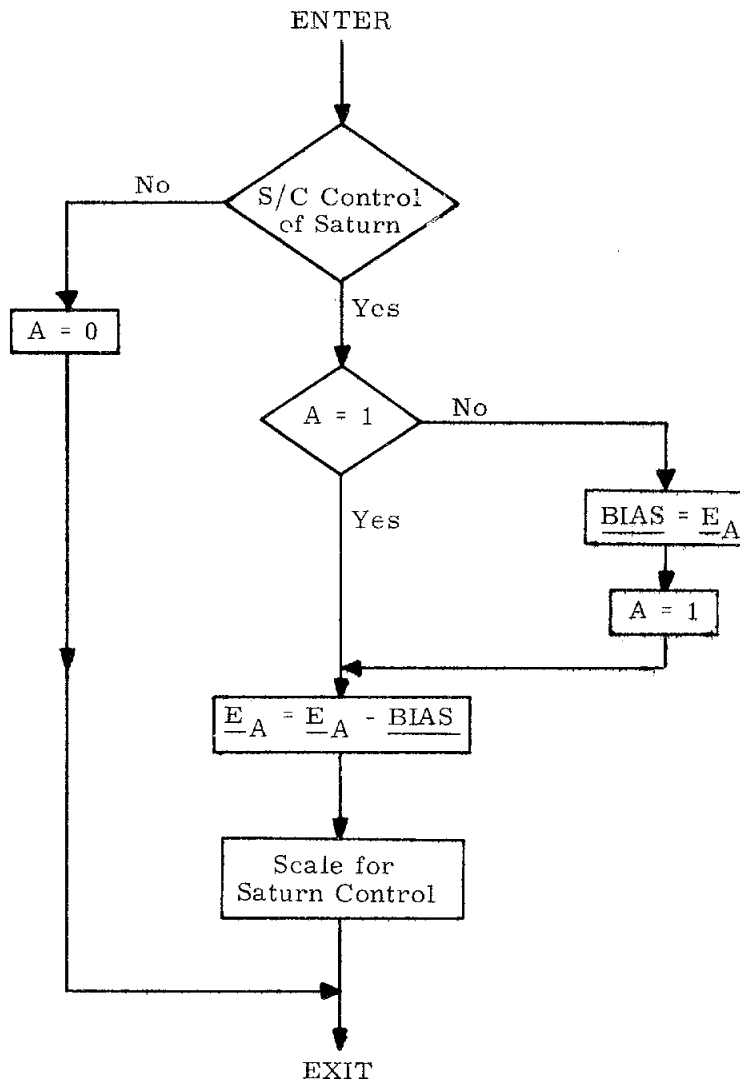 ENTER
S/C Control
of Saturn
No
Yes
A = 0
A = 1
No
Yes
BIAS = E_A
A = 1
E_A = E_A - BIAS
Scale for
Saturn Control
EXIT